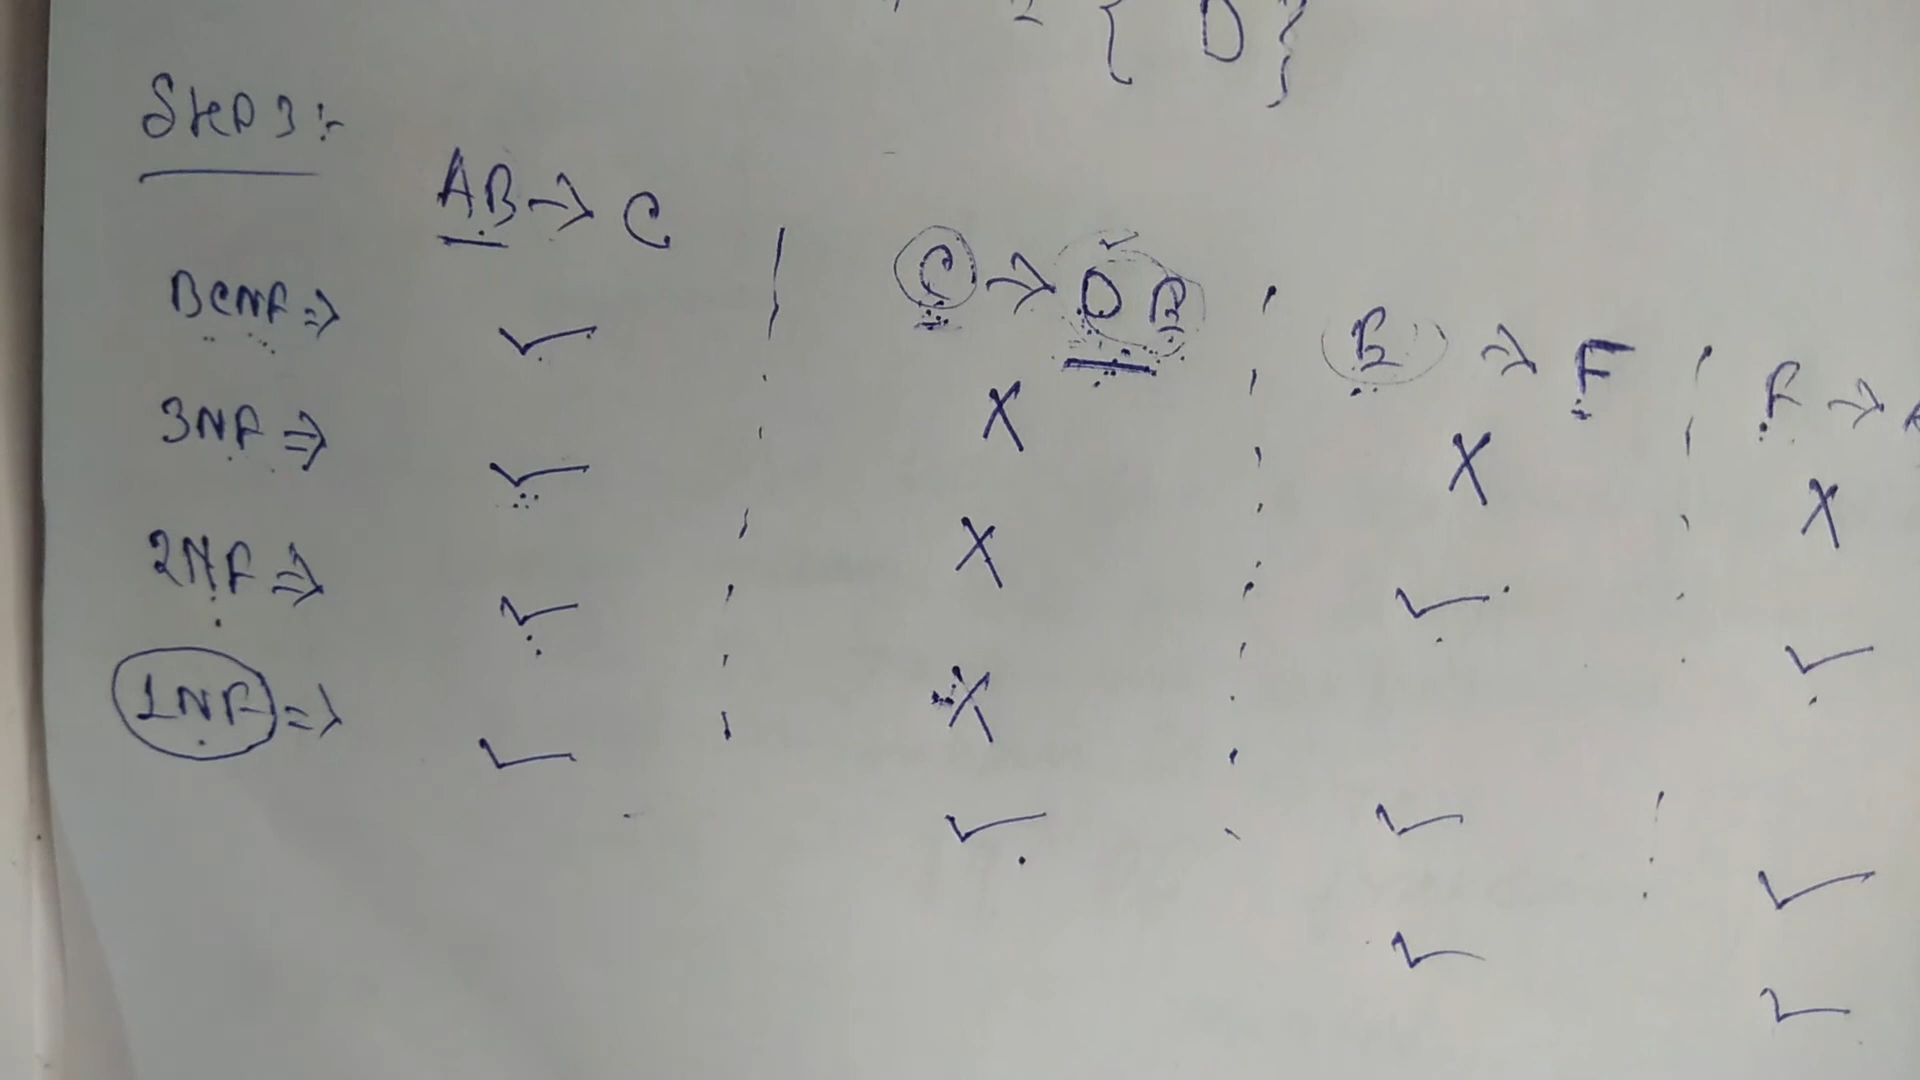 { D}
Step 3:-
AB → C
C → DE
E → F
F →
BCNF ⇒ ✓ X X X
3NF ⇒ ✓ X ✓ ✓
2NF ⇒ ✓ X ✓ ✓
1NF ⇒ ✓ ✓ ✓ ✓